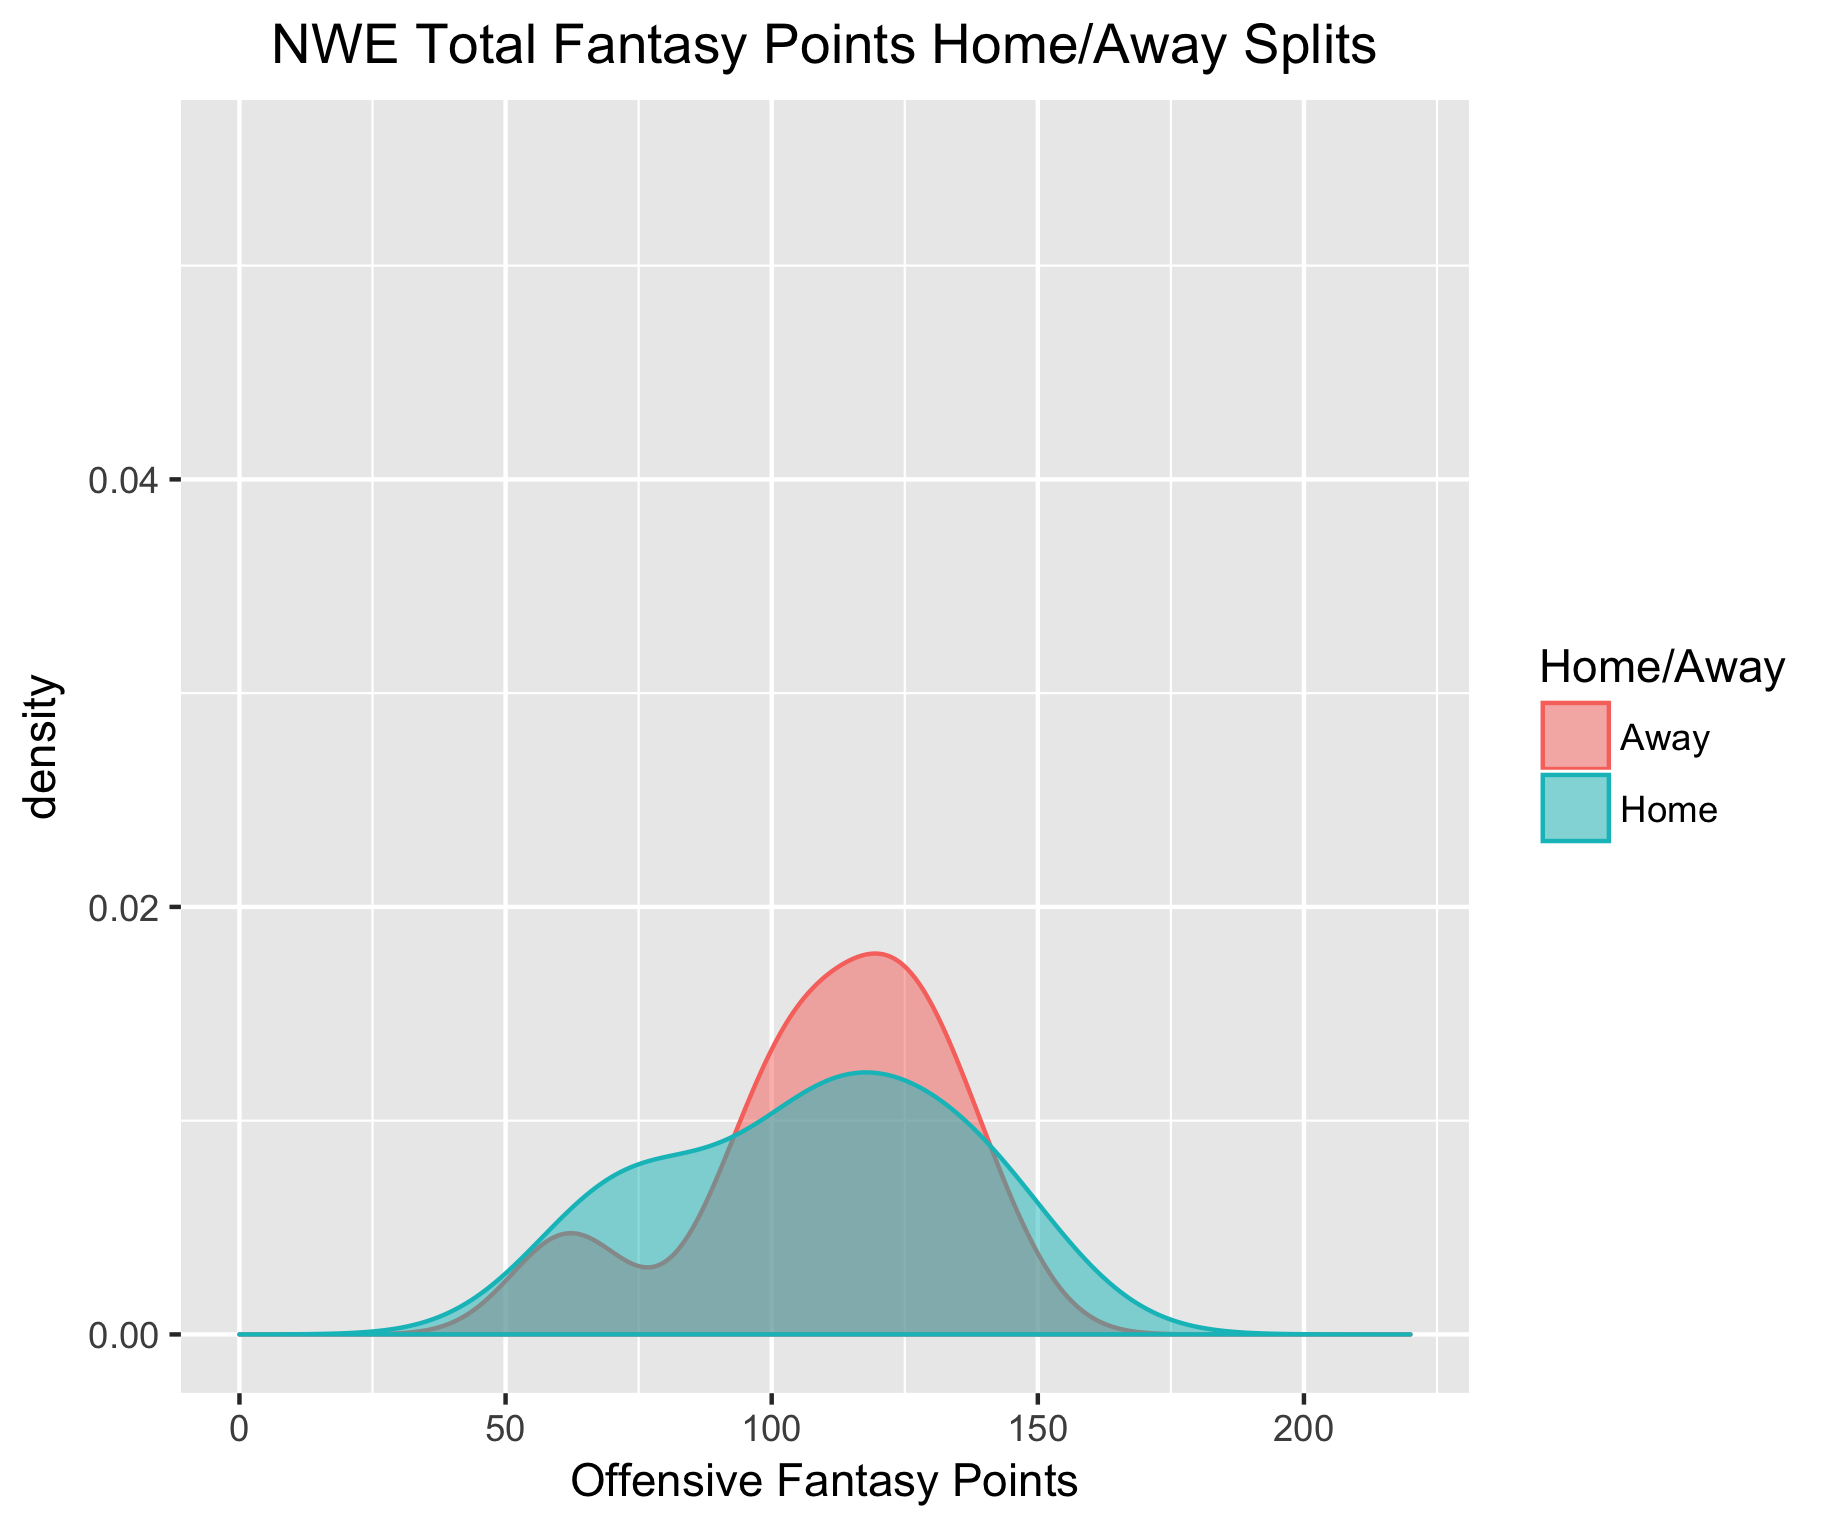 NWE Total Fantasy Points Home/Away Splits
density
0.04
0.02
0.00
0 50 100 150 200
Offensive Fantasy Points
Home/Away
Away
Home